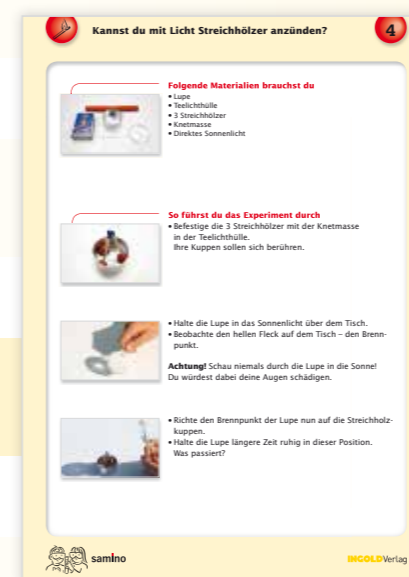 Kannst du mit Licht Streichhölzer anzünden?
4
Folgende Materialien brauchst du
• Lupe
• Teelichthülle
• 3 Streichhölzer
• Knetmasse
• Direktes Sonnenlicht
So führst du das Experiment durch
• Befestige die 3 Streichhölzer mit der Knetmasse
in der Teelichthülle.
Ihre Kuppen sollen sich berühren.
• Halte die Lupe in das Sonnenlicht über dem Tisch.
• Beobachte den hellen Fleck auf dem Tisch – den Brenn-
punkt.
Achtung! Schau niemals durch die Lupe in die Sonne!
Du würdest dabei deine Augen schädigen.
• Richte den Brennpunkt der Lupe nun auf die Streichholz-
kuppen.
• Halte die Lupe längere Zeit ruhig in dieser Position.
Was passiert?
samino
INGOLDVerlag